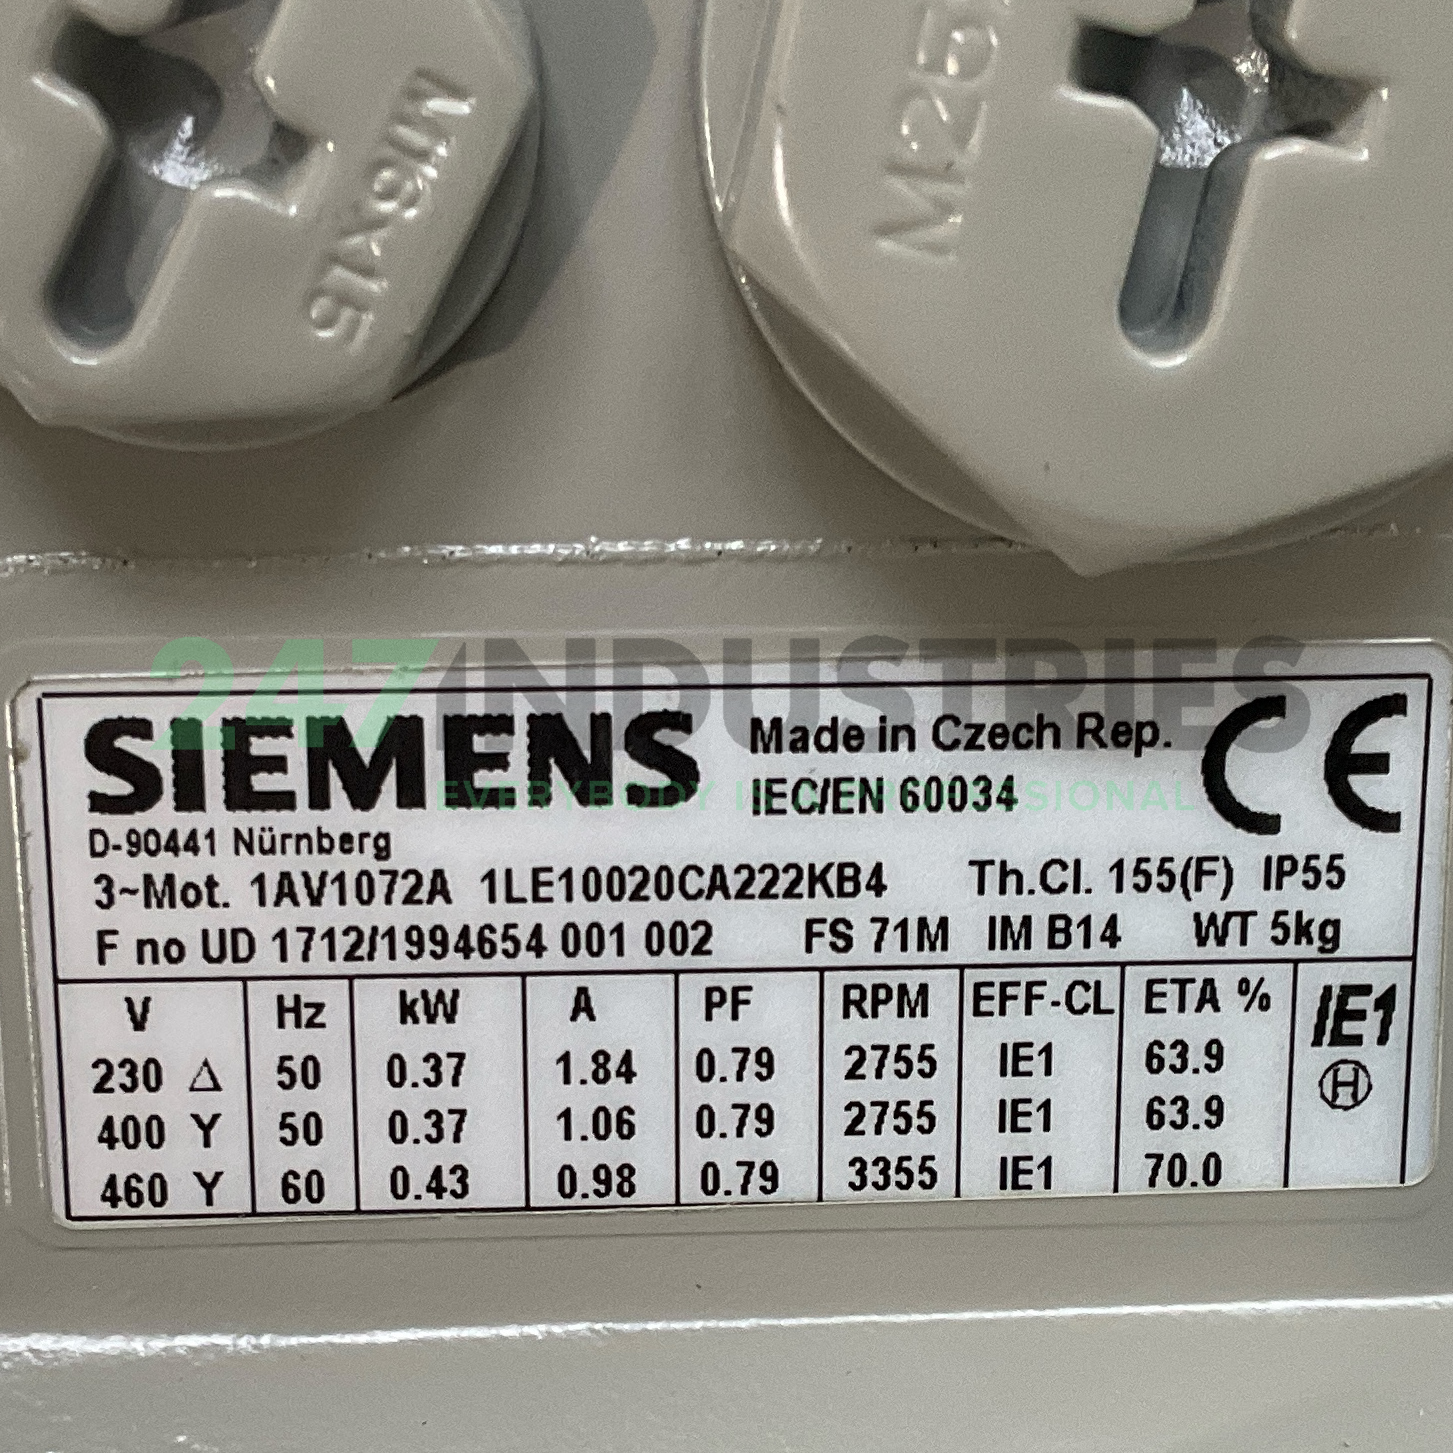 M16x1.5
M25
247INDUSTRIES
EVERYBODY IS A PROFESSIONAL
SIEMENS Made in Czech Rep. CE
IEC/EN 60034
D-90441 Nürnberg
3~Mot. 1AV1072A 1LE10020CA222KB4 Th.Cl. 155(F) IP55
F no UD 1712/1994654 001 002 FS 71M IM B14 WT 5kg
V Hz kW A PF RPM EFF-CL ETA % IE1
230 Δ 50 0.37 1.84 0.79 2755 IE1 63.9 H
400 Y 50 0.37 1.06 0.79 2755 IE1 63.9
460 Y 60 0.43 0.98 0.79 3355 IE1 70.0